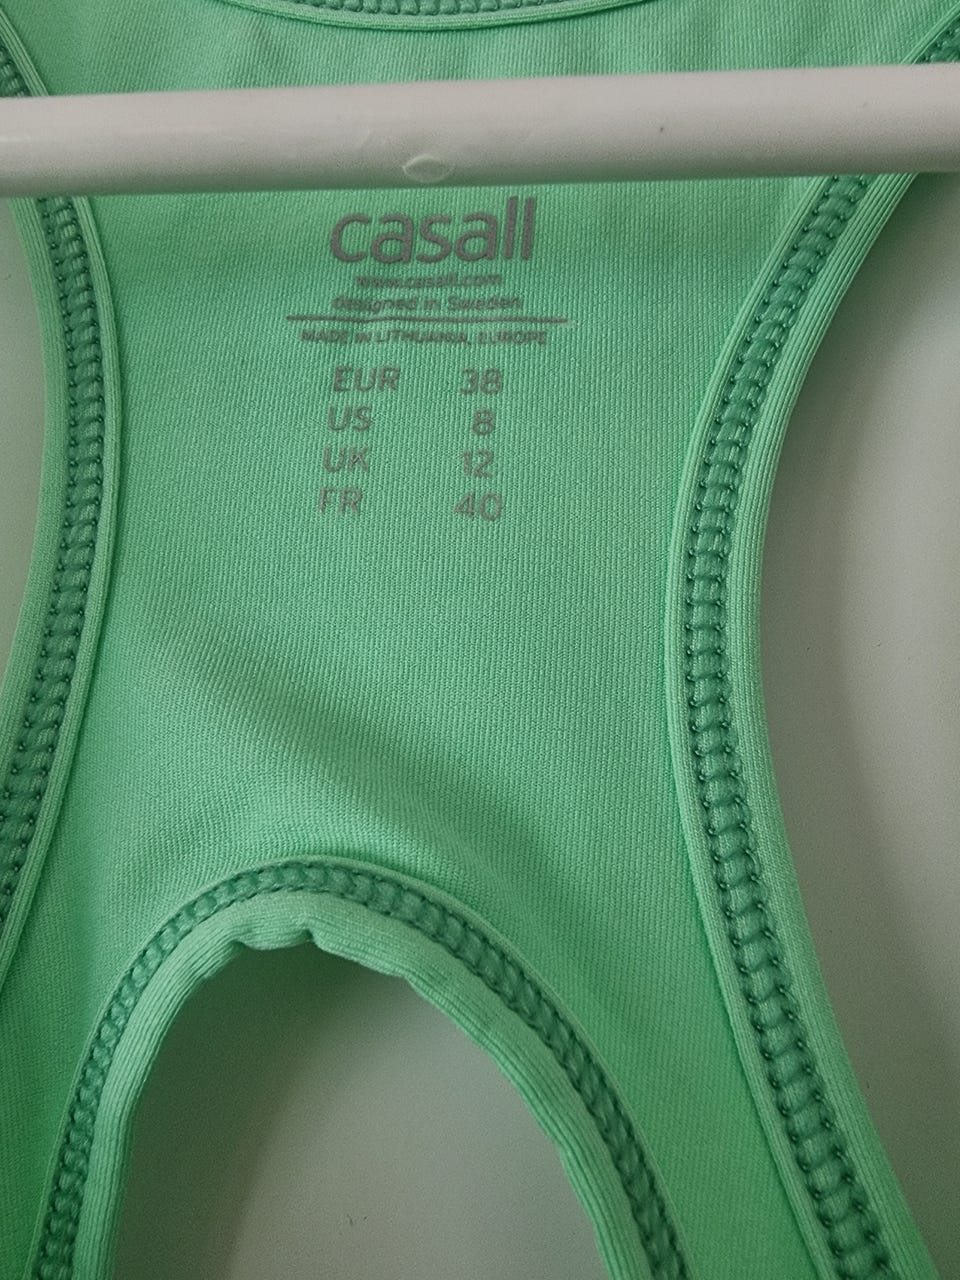 casall
www.casall.com
designed in Sweden
MADE IN LITHUANIA, EUROPE
EUR 38
US 8
UK 12
FR 40